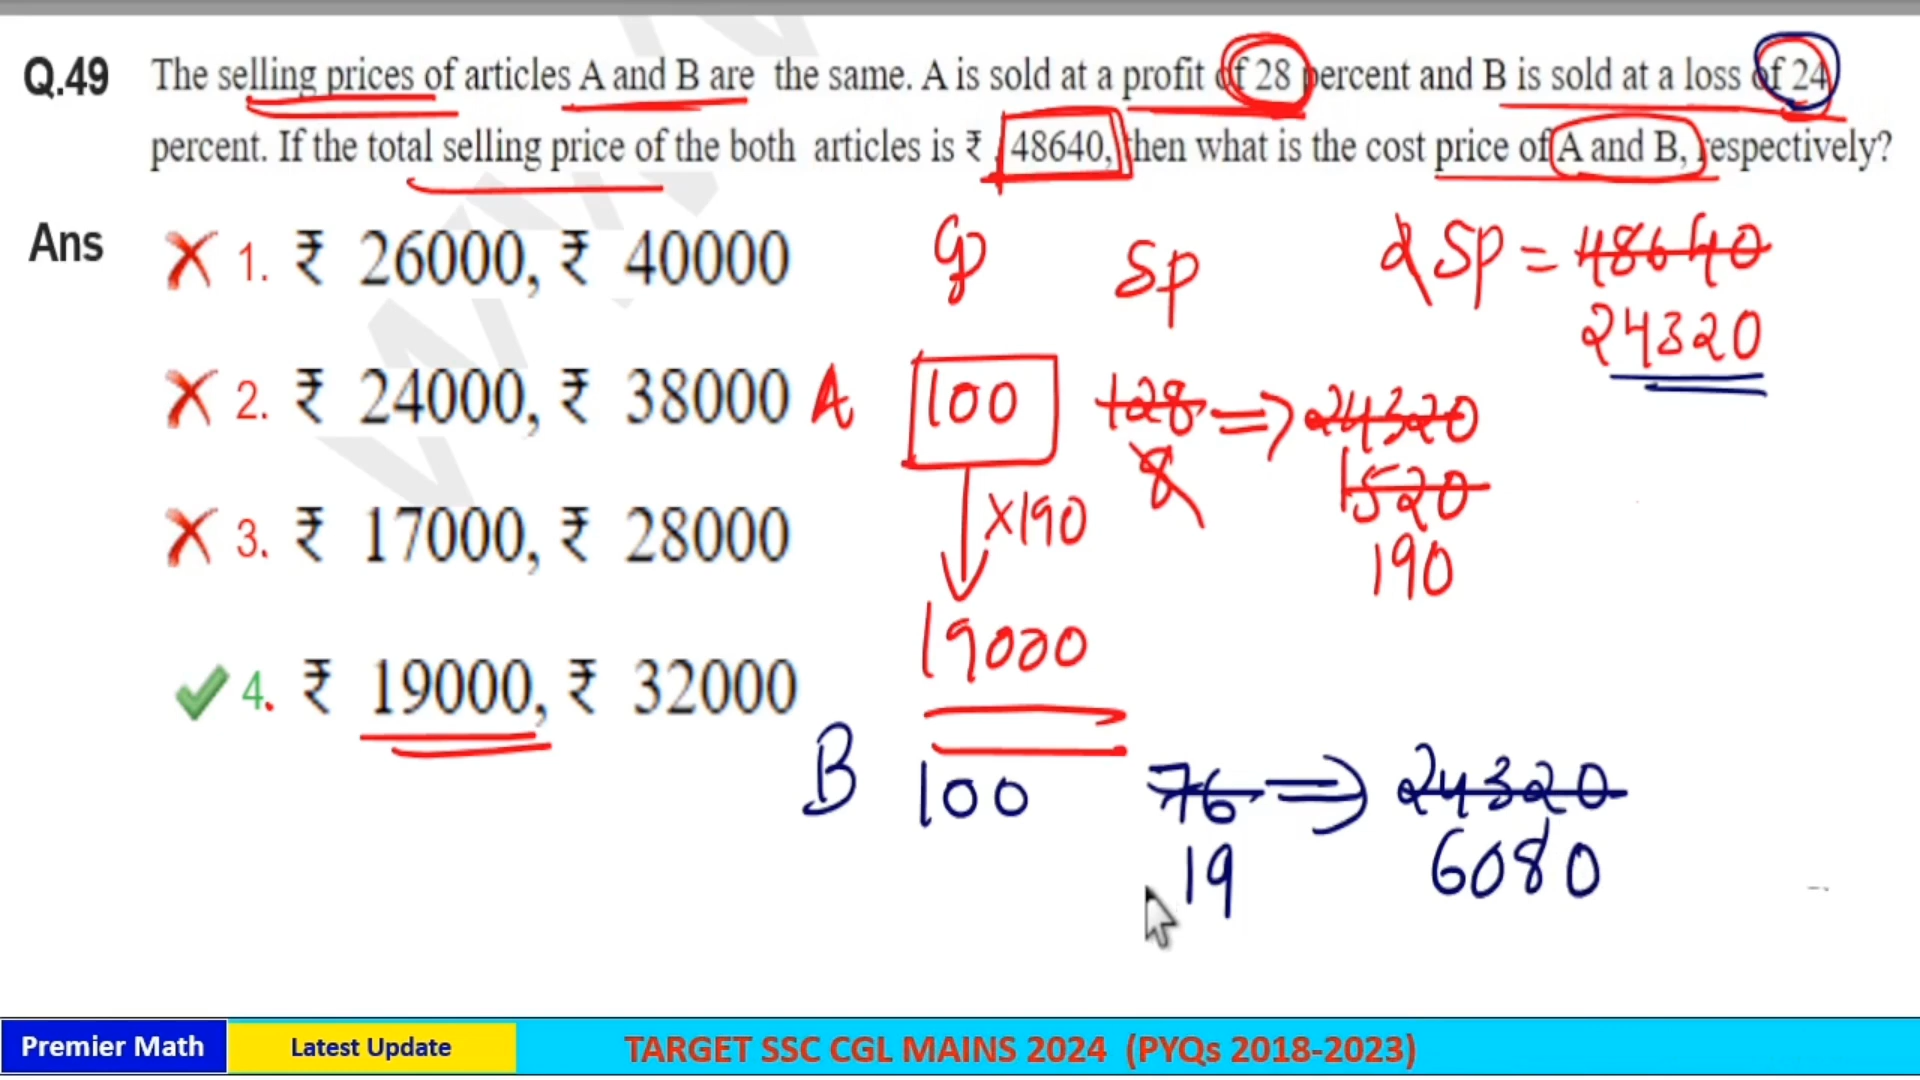 Q.49 The selling prices of articles A and B are the same. A is sold at a profit of 28 percent and B is sold at a loss of 24
percent. If the total selling price of the both articles is ₹ 48640, then what is the cost price of A and B, respectively?
Ans
1. ₹ 26000, ₹ 40000
2. ₹ 24000, ₹ 38000
3. ₹ 17000, ₹ 28000
4. ₹ 19000, ₹ 32000
Cp Sp
2 Sp = 48640
24320
A 100 128 ⇒ 24320
8 1520
×190 190
19000
B 100 76 ⇒ 24320
19 6080
Premier Math Latest Update TARGET SSC CGL MAINS 2024 (PYQs 2018-2023)